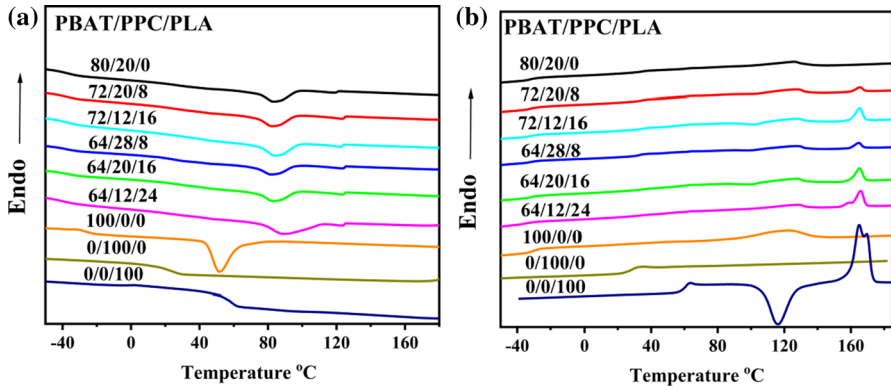 (a)
PBAT/PPC/PLA
80/20/0
72/20/8
72/12/16
64/28/8
64/20/16
64/12/24
100/0/0
0/100/0
0/0/100
Endo
-40 0 40 80 120 160
Temperature °C
(b)
PBAT/PPC/PLA
80/20/0
72/20/8
72/12/16
64/28/8
64/20/16
64/12/24
100/0/0
0/100/0
0/0/100
Endo
-40 0 40 80 120 160
Temperature °C